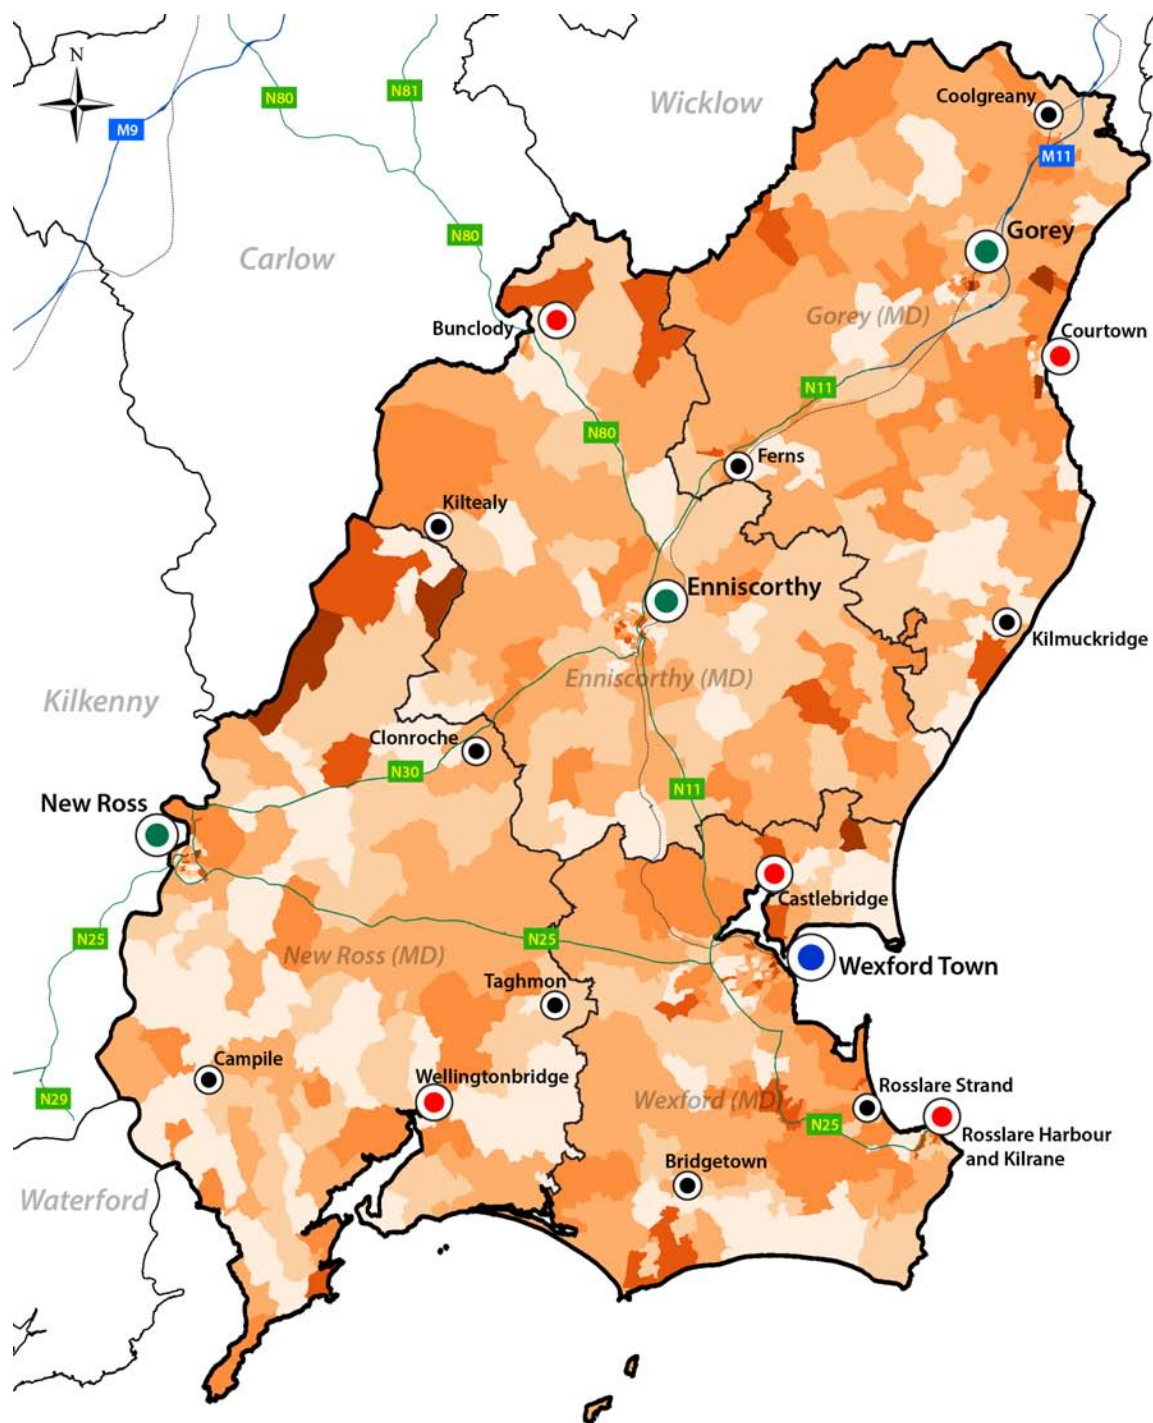 N
Wicklow
Coolgreany
N80
N81
M9
M11
Gorey
N80
Carlow
Gorey (MD)
Bunclody
Courtown
N11
N80
Ferns
Kiltealy
Enniscorthy
Kilmuckridge
Enniscorthy (MD)
Kilkenny
Clonroche
N30
N11
New Ross
Castlebridge
N25
N25
New Ross (MD)
Wexford Town
Taghmon
Campile
Wellingtonbridge
Rosslare Strand
N29
Wexford (MD)
N25
Rosslare Harbour
and Kilrane
Bridgetown
Waterford